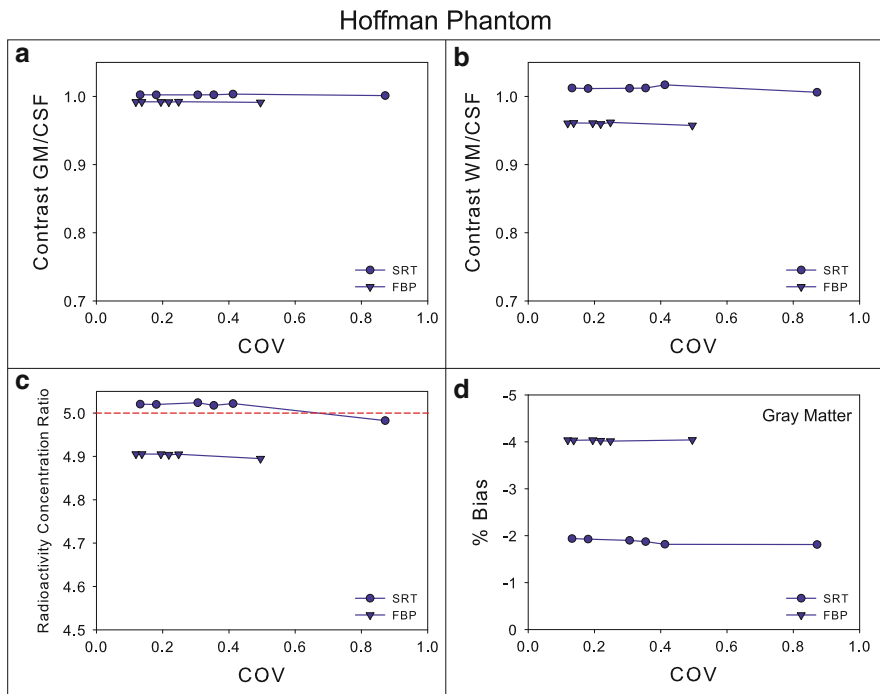 Hoffman Phantom
a
Contrast GM/CSF
1.0
0.9
0.8
0.7
0.0 0.2 0.4 0.6 0.8 1.0
COV
SRT
FBP
b
Contrast WM/CSF
1.0
0.9
0.8
0.7
0.0 0.2 0.4 0.6 0.8 1.0
COV
SRT
FBP
c
Radioactivity Concentration Ratio
5.0
4.9
4.8
4.7
4.6
4.5
0.0 0.2 0.4 0.6 0.8 1.0
COV
SRT
FBP
d
Gray Matter
% Bias
-5
-4
-3
-2
-1
0
0.0 0.2 0.4 0.6 0.8 1.0
COV
SRT
FBP